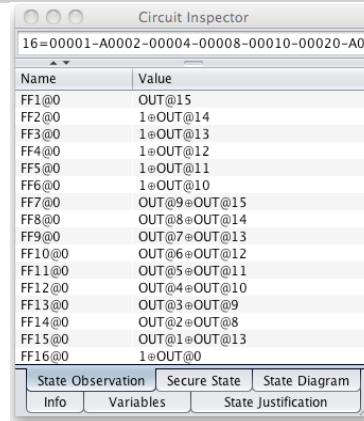 Circuit Inspector
16=00001-A0002-00004-00008-00010-00020-A0
Name Value
FF1@0 OUT@15
FF2@0 1⊕OUT@14
FF3@0 1⊕OUT@13
FF4@0 1⊕OUT@12
FF5@0 1⊕OUT@11
FF6@0 1⊕OUT@10
FF7@0 OUT@9⊕OUT@15
FF8@0 OUT@8⊕OUT@14
FF9@0 OUT@7⊕OUT@13
FF10@0 OUT@6⊕OUT@12
FF11@0 OUT@5⊕OUT@11
FF12@0 OUT@4⊕OUT@10
FF13@0 OUT@3⊕OUT@9
FF14@0 OUT@2⊕OUT@8
FF15@0 OUT@1⊕OUT@13
FF16@0 1⊕OUT@0
State Observation Secure State State Diagram
Info Variables State Justification